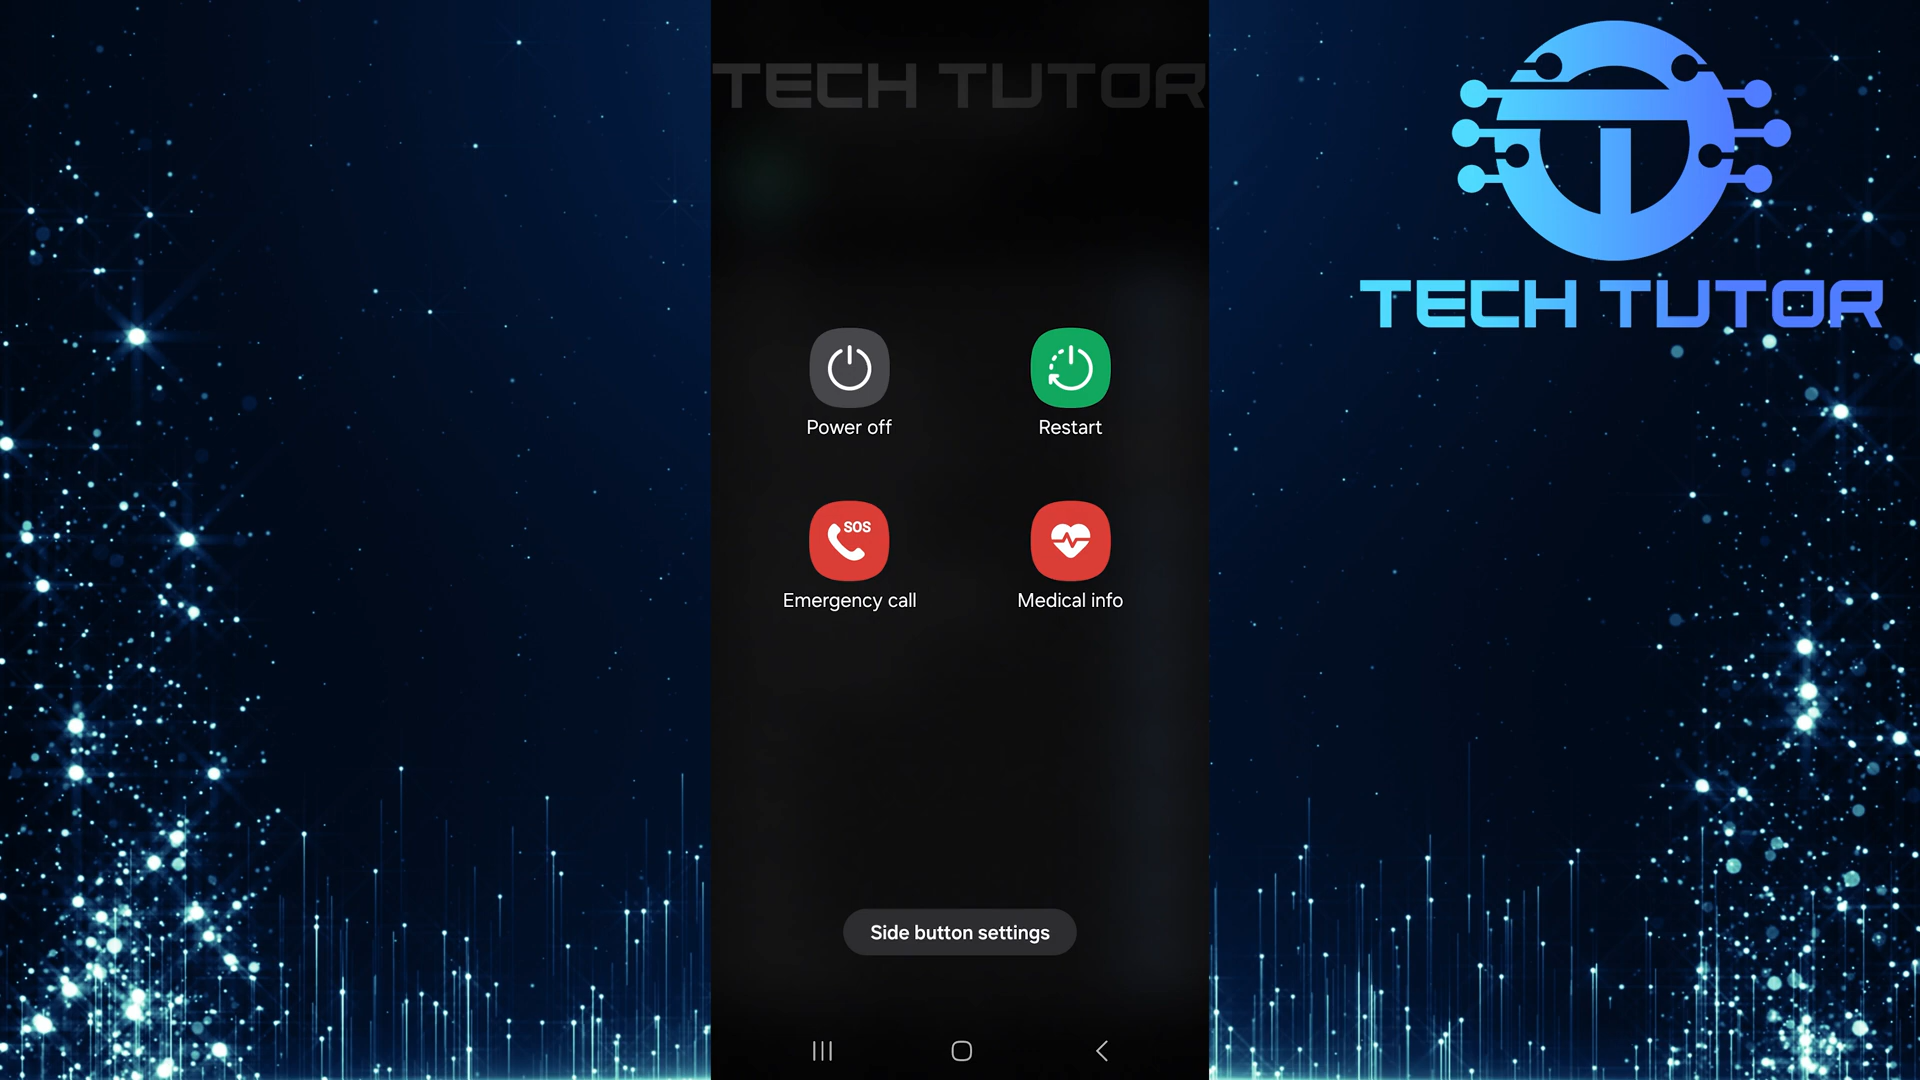 TECH TUTOR
TECH TUTOR
Power off
Restart
SOS
Emergency call
Medical info
Side button settings